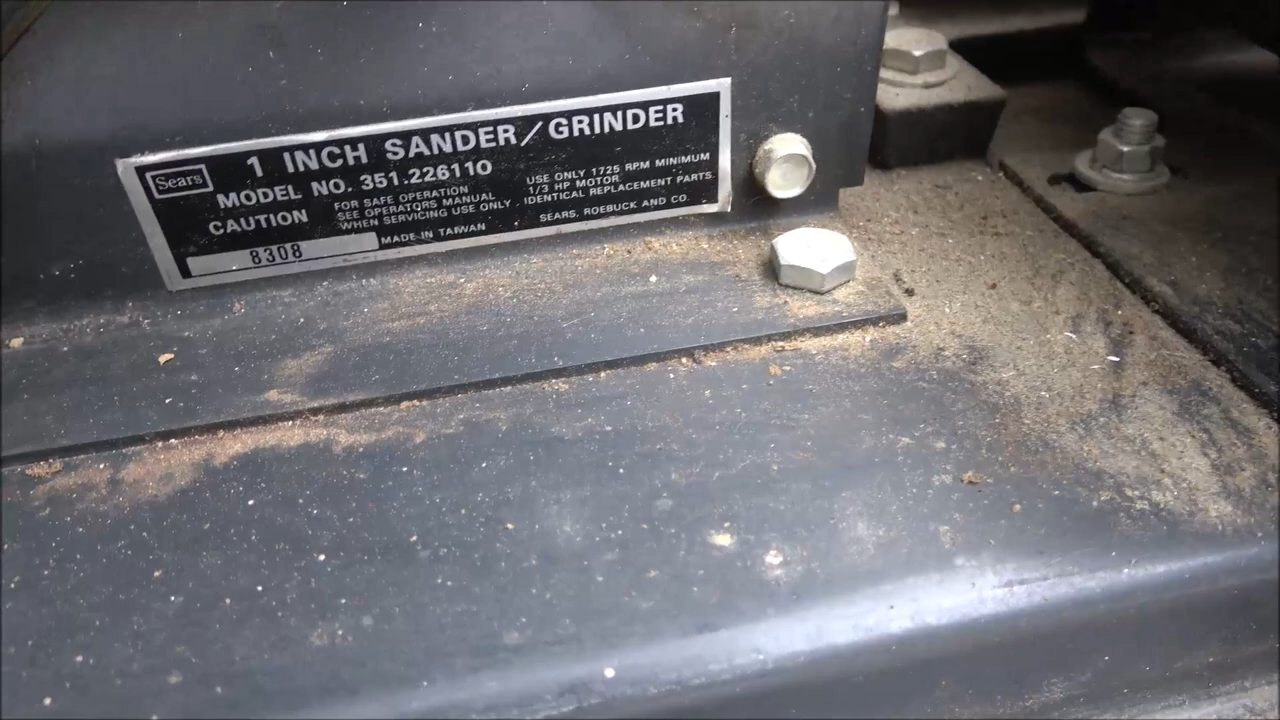 Sears
1 INCH SANDER/GRINDER
MODEL NO. 351.226110
CAUTION
FOR SAFE OPERATION
SEE OPERATORS MANUAL
WHEN SERVICING USE ONLY
USE ONLY 1725 RPM MINIMUM
1/3 HP MOTOR
IDENTICAL REPLACEMENT PARTS.
8308
MADE IN TAIWAN
SEARS, ROEBUCK AND CO.